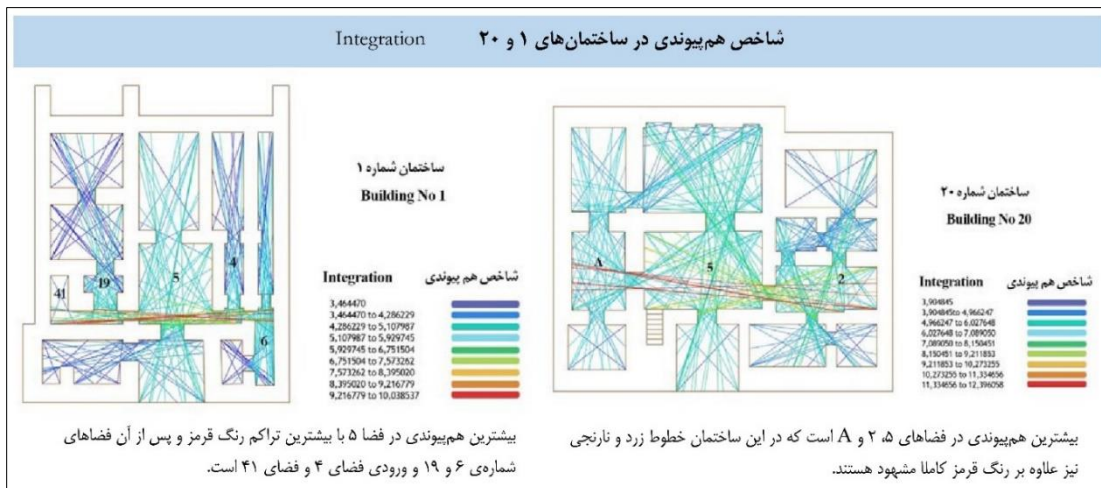 شاخص هم‌پیوندی در ساختمان‌های ۱ و ۲۰ Integration
ساختمان شماره ۱
Building No 1
19
5
4
41
6
Integration شاخص هم پیوندی
3,464470
3,464470 to 4,286229
4,286229 to 5,107987
5,107987 to 5,929745
5,929745 to 6,751504
6,751504 to 7,573262
7,573262 to 8,395020
8,395020 to 9,216779
9,216779 to 10,038537
بیشترین هم‌پیوندی در فضا ۵ با بیشترین تراکم رنگ قرمز و پس از آن فضاهای
شماره‌ی ۶ و ۱۹ و ورودی فضای ۴ و فضای ۴۱ است.
ساختمان شماره ۲۰
Building No 20
A
5
2
Integration شاخص هم پیوندی
3,904845
3,904845to 4,966247
4,966247 to 6,027648
6,027648 to 7,089050
7,089050 to 8,150451
8,150451 to 9,211853
9,211853 to 10,273255
10,273255 to 11,334656
11,334656 to 12,396058
بیشترین هم‌پیوندی در فضاهای ۵، ۲ و A است که در این ساختمان خطوط زرد و نارنجی
نیز علاوه بر رنگ قرمز کاملا مشهود هستند.